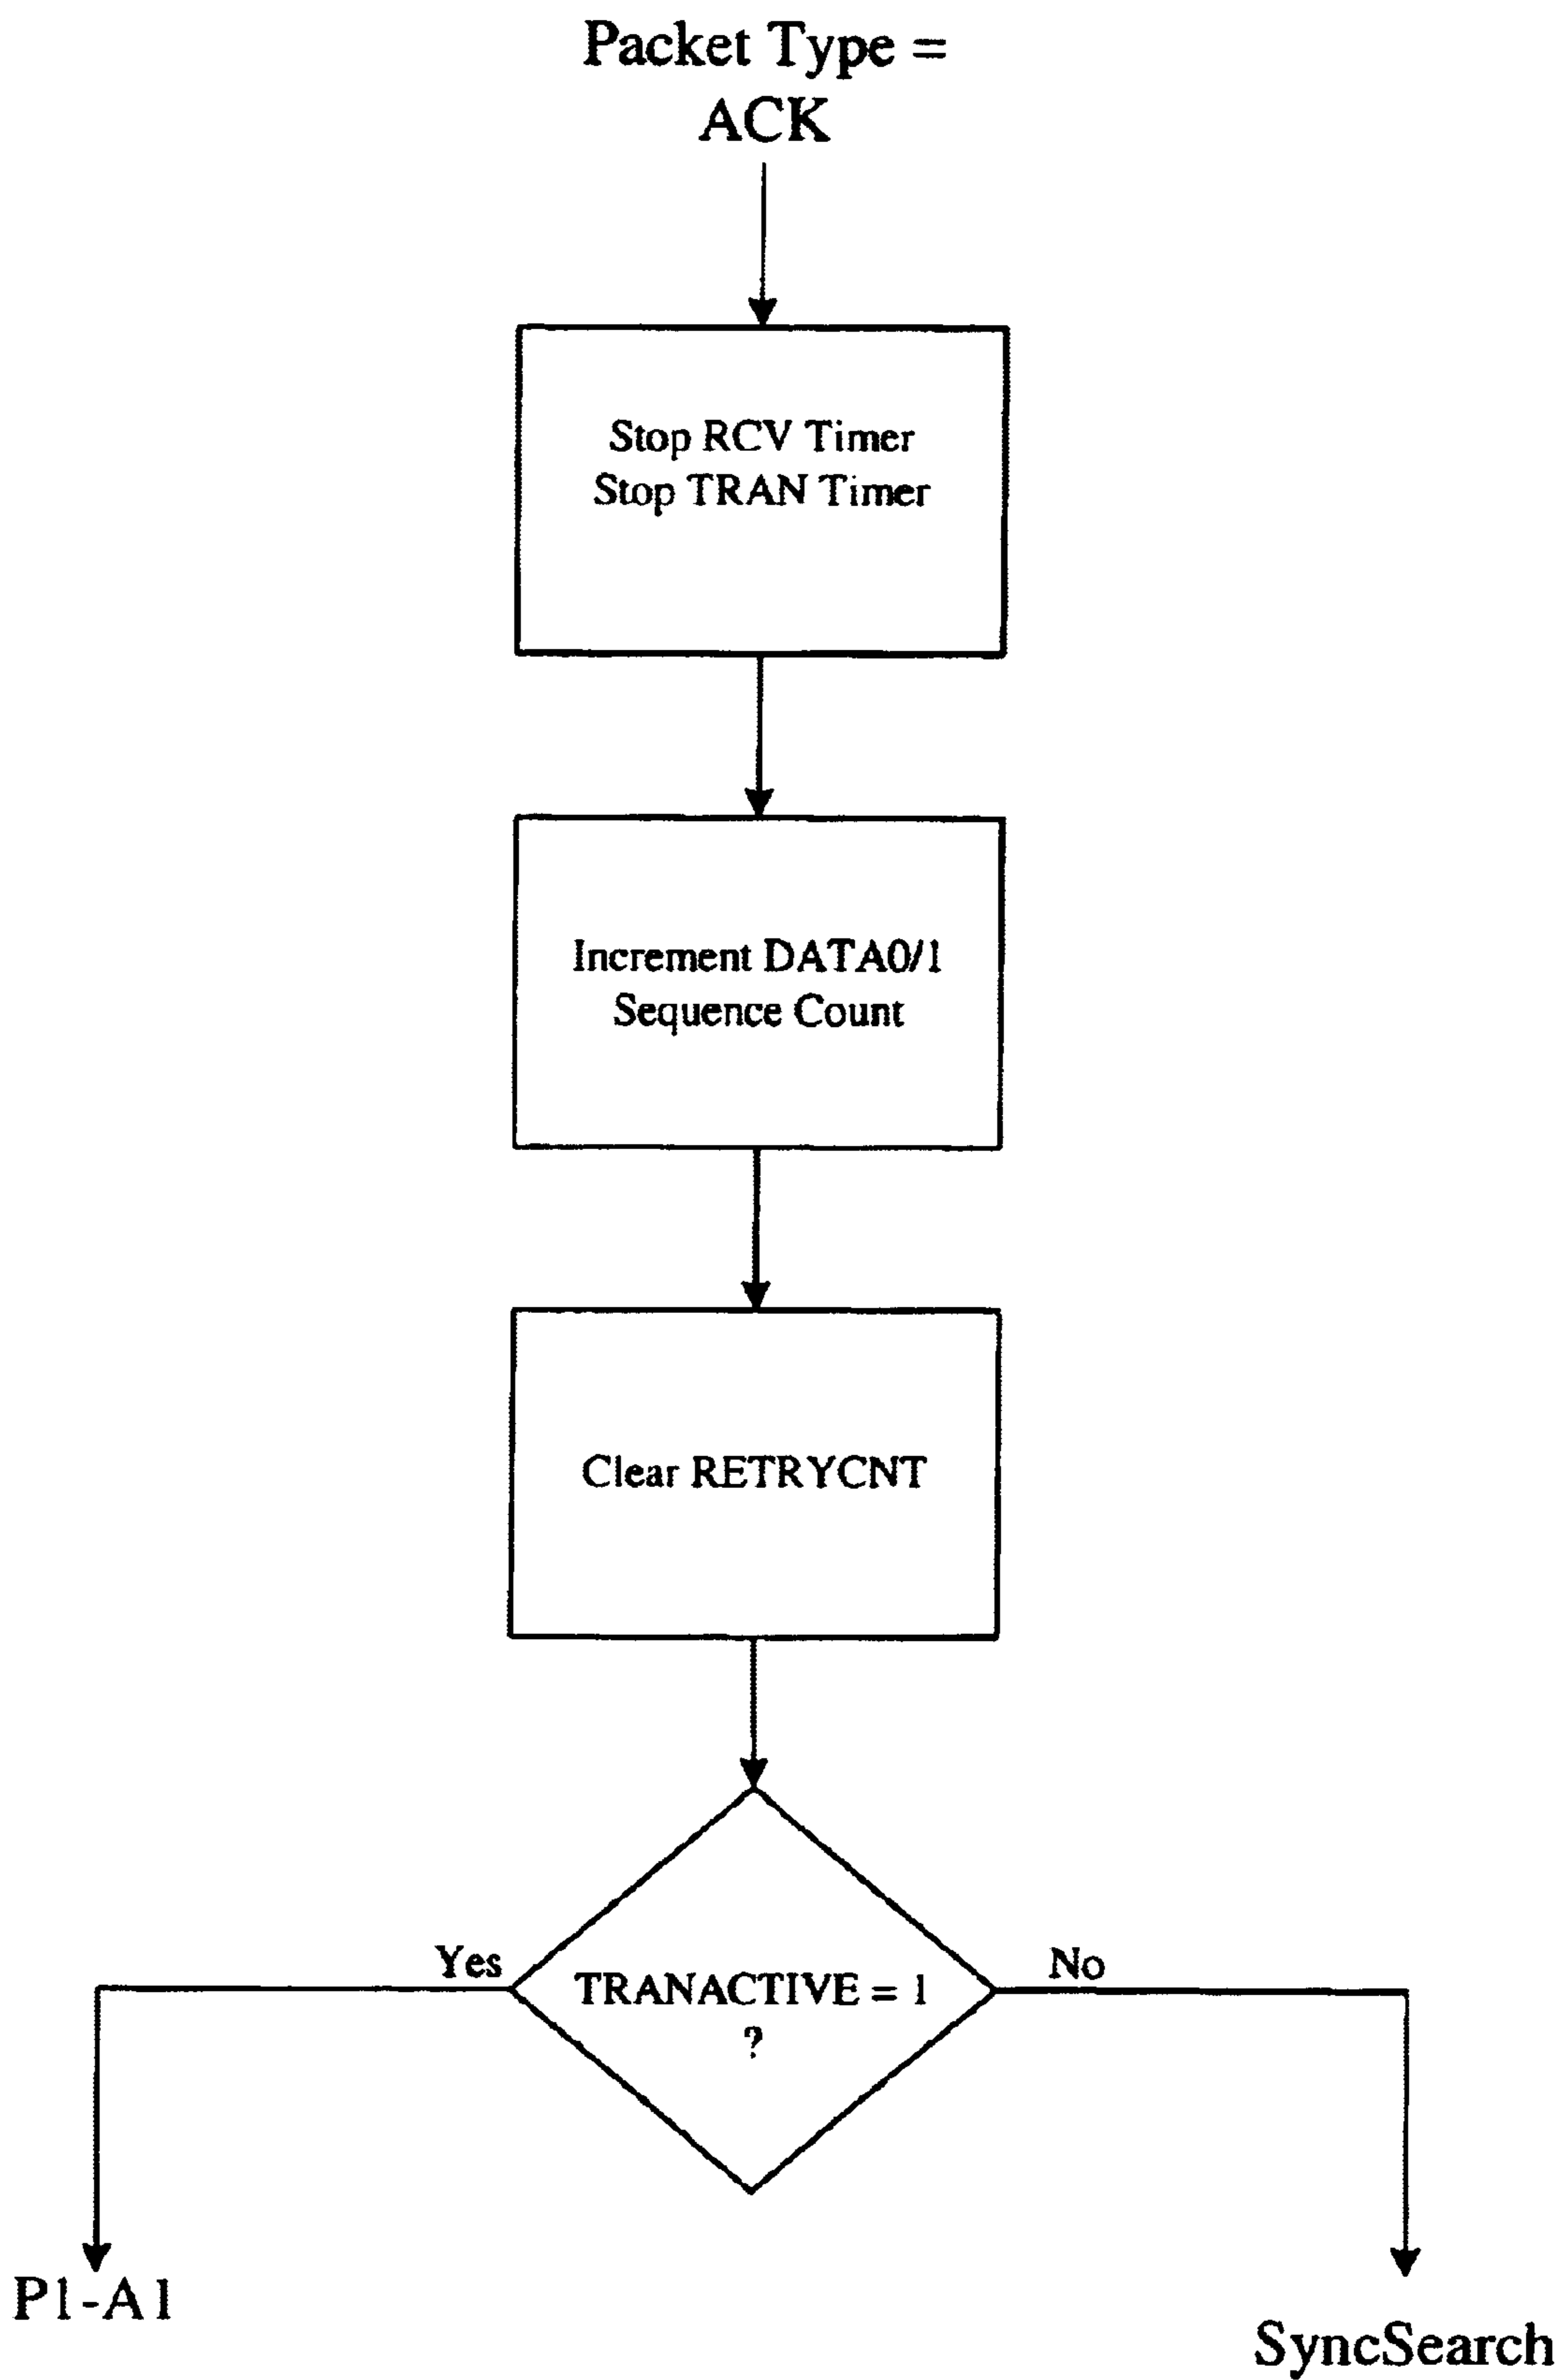 Packet Type =
ACK
Stop RCV Timer
Stop TRAN Timer
Increment DATA0/1
Sequence Count
Clear RETRYCNT
Yes
TRANACTIVE = 1
?
No
P1-A1
SyncSearch